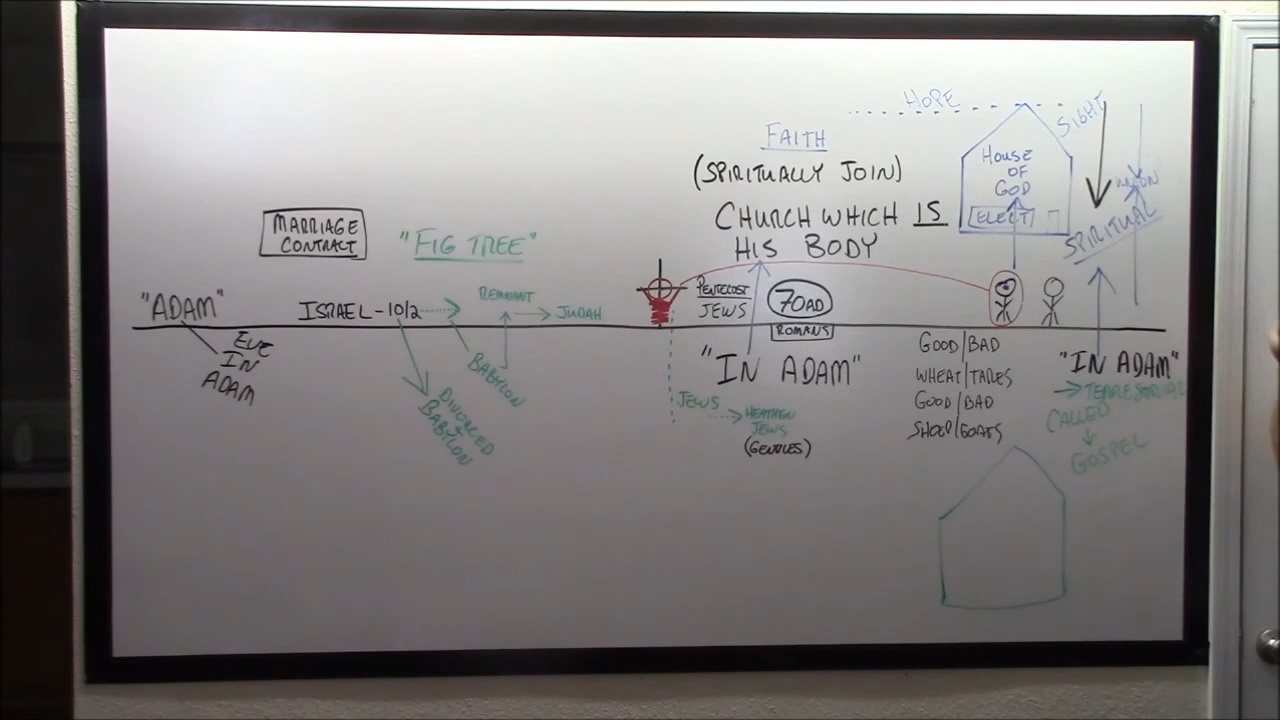 HOPE
SIGHT
FAITH
(SPIRITUALLY JOIN)
CHURCH WHICH IS
HIS BODY
HOUSE
OF
GOD
ELECT
UNION
SPIRITUAL
MARRIAGE
CONTRACT
"FIG TREE"
"ADAM"
EVE
IN
ADAM
ISRAEL - 10/2
REMNANT
JUDAH
BABYLON
DIVORCED
BABYLON
PENTECOST
JEWS
70AD
ROMANS
"IN ADAM"
JEWS
HEATHEN
JEWS
(GENTILES)
GOOD/BAD
WHEAT/TARES
GOOD/BAD
SHEEP/GOATS
"IN ADAM"
CALLED
GOSPEL